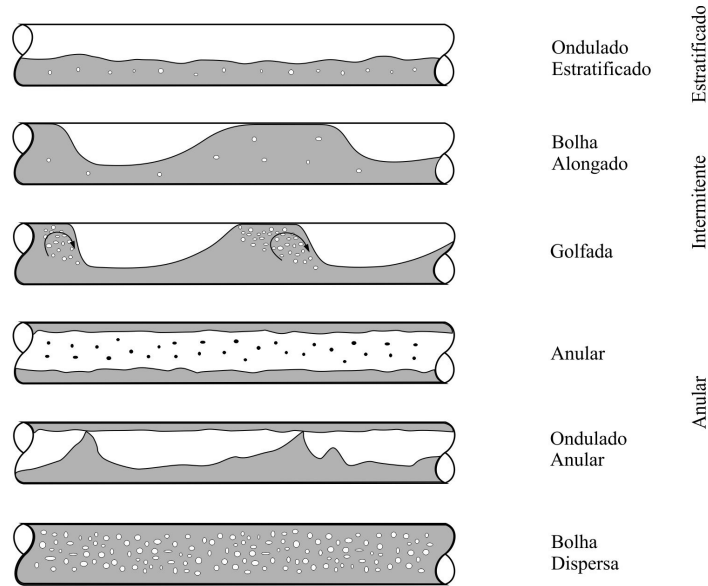 Ondulado
Estratificado
Estratificado
Bolha
Alongado
Intermitente
Golfada
Anular
Anular
Ondulado
Anular
Bolha
Dispersa